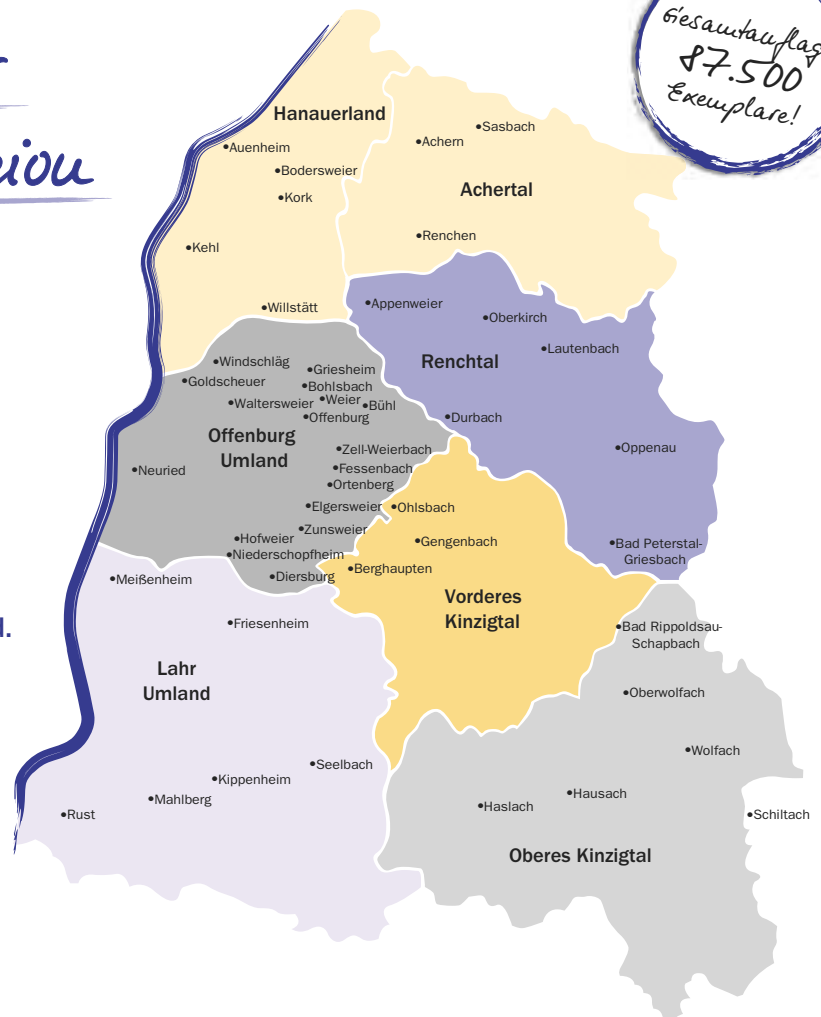 Gesamtauflag
87.500
Exemplare!
Hanauerland
Auenheim
Bodersweier
Kork
Kehl
Willstätt
Sasbach
Achern
Achertal
Renchen
Appenweier
Oberkirch
Lautenbach
Renchtal
Durbach
Oppenau
Bad Peterstal-
Griesbach
Windschläg
Griesheim
Goldscheuer
Bohlsbach
Waltersweier
Weier
Bühl
Offenburg
Offenburg
Umland
Zell-Weierbach
Neuried
Fessenbach
Ortenberg
Elgersweier
Zunsweier
Hofweier
Niederschopfheim
Diersburg
Ohlsbach
Gengenbach
Berghaupten
Vorderes
Kinzigtal
Meißenheim
Friesenheim
Lahr
Umland
Seelbach
Kippenheim
Mahlberg
Rust
Bad Rippoldsau-
Schapbach
Oberwolfach
Wolfach
Hausach
Haslach
Schiltach
Oberes Kinzigtal